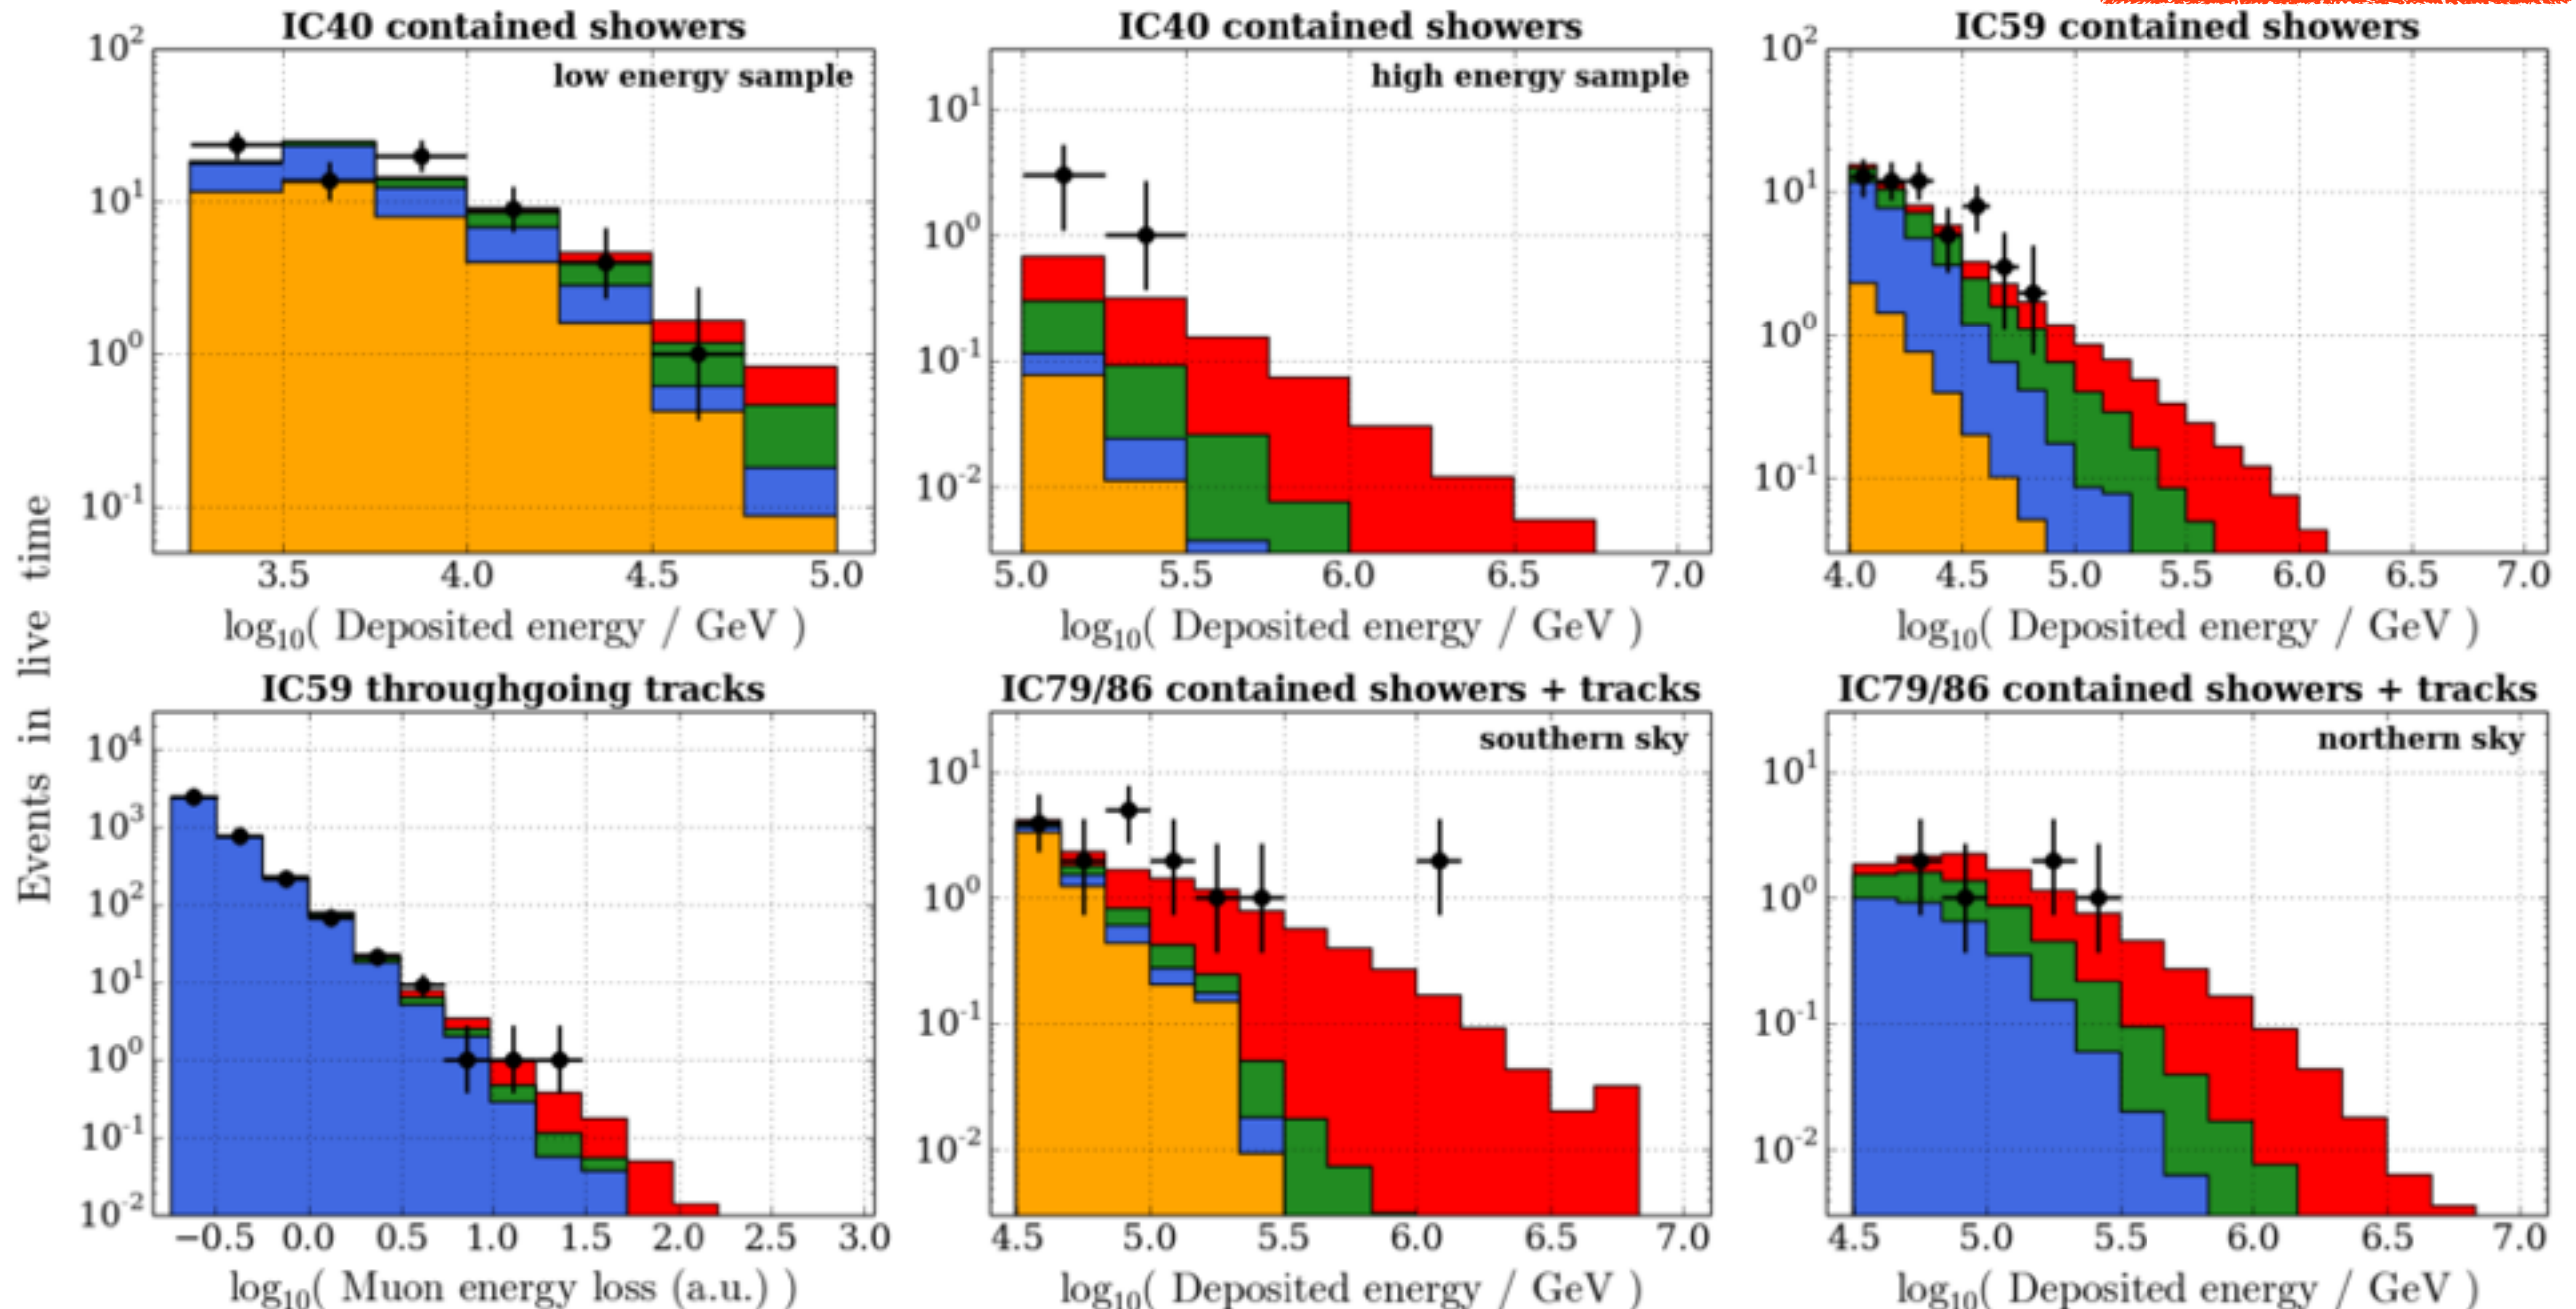 IC40 contained showers
low energy sample
10² 10¹ 10⁰ 10⁻¹
3.5 4.0 4.5 5.0
log₁₀( Deposited energy / GeV )
IC40 contained showers
high energy sample
10¹ 10⁰ 10⁻¹ 10⁻²
5.0 5.5 6.0 6.5 7.0
log₁₀( Deposited energy / GeV )
IC59 contained showers
10² 10¹ 10⁰ 10⁻¹
4.0 4.5 5.0 5.5 6.0 6.5 7.0
log₁₀( Deposited energy / GeV )
Events in live time
IC59 throughgoing tracks
10⁴ 10³ 10² 10¹ 10⁰ 10⁻¹ 10⁻²
−0.5 0.0 0.5 1.0 1.5 2.0 2.5 3.0
log₁₀( Muon energy loss (a.u.) )
IC79/86 contained showers + tracks
southern sky
10¹ 10⁰ 10⁻¹ 10⁻²
4.5 5.0 5.5 6.0 6.5 7.0
log₁₀( Deposited energy / GeV )
IC79/86 contained showers + tracks
northern sky
10¹ 10⁰ 10⁻¹ 10⁻²
4.5 5.0 5.5 6.0 6.5 7.0
log₁₀( Deposited energy / GeV )